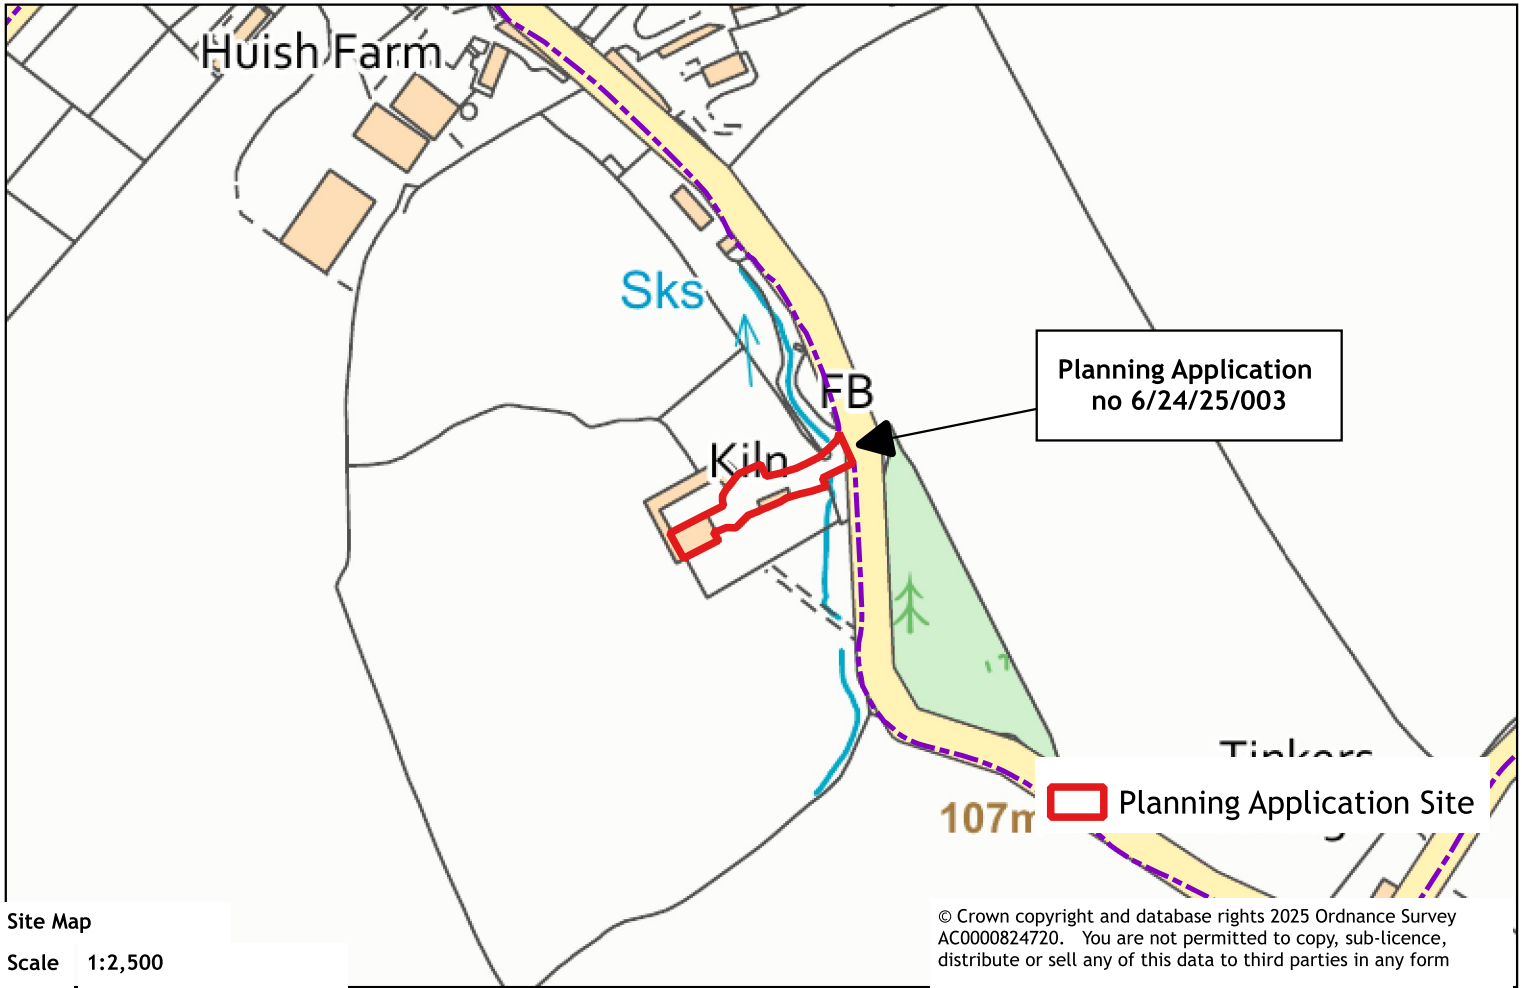 Huish Farm
Sks
FB
Planning Application
no 6/24/25/003
Kiln
Tinkers
107m
Planning Application Site
Site Map
Scale 1:2,500
© Crown copyright and database rights 2025 Ordnance Survey
AC0000824720. You are not permitted to copy, sub-licence,
distribute or sell any of this data to third parties in any form